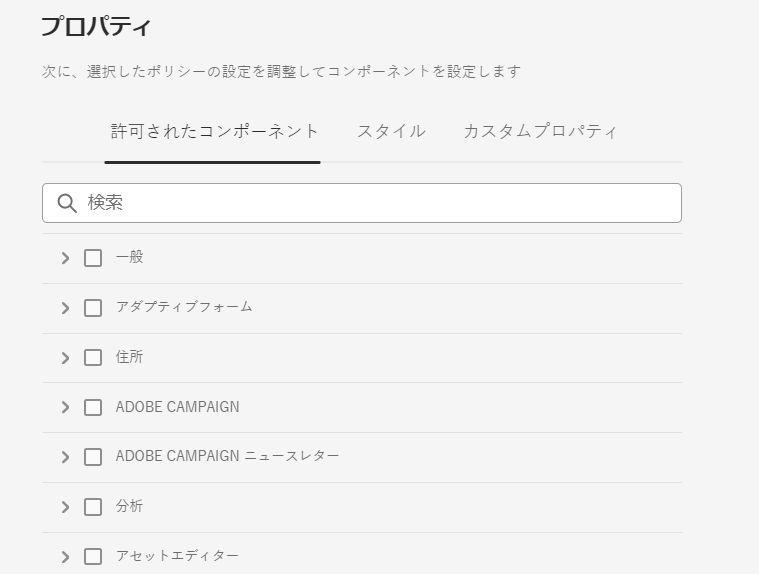 プロパティ
次に、選択したポリシーの設定を調整してコンポーネントを設定します
許可されたコンポーネント スタイル カスタムプロパティ
検索
一般
アダプティブフォーム
住所
ADOBE CAMPAIGN
ADOBE CAMPAIGN ニュースレター
分析
アセットエディター